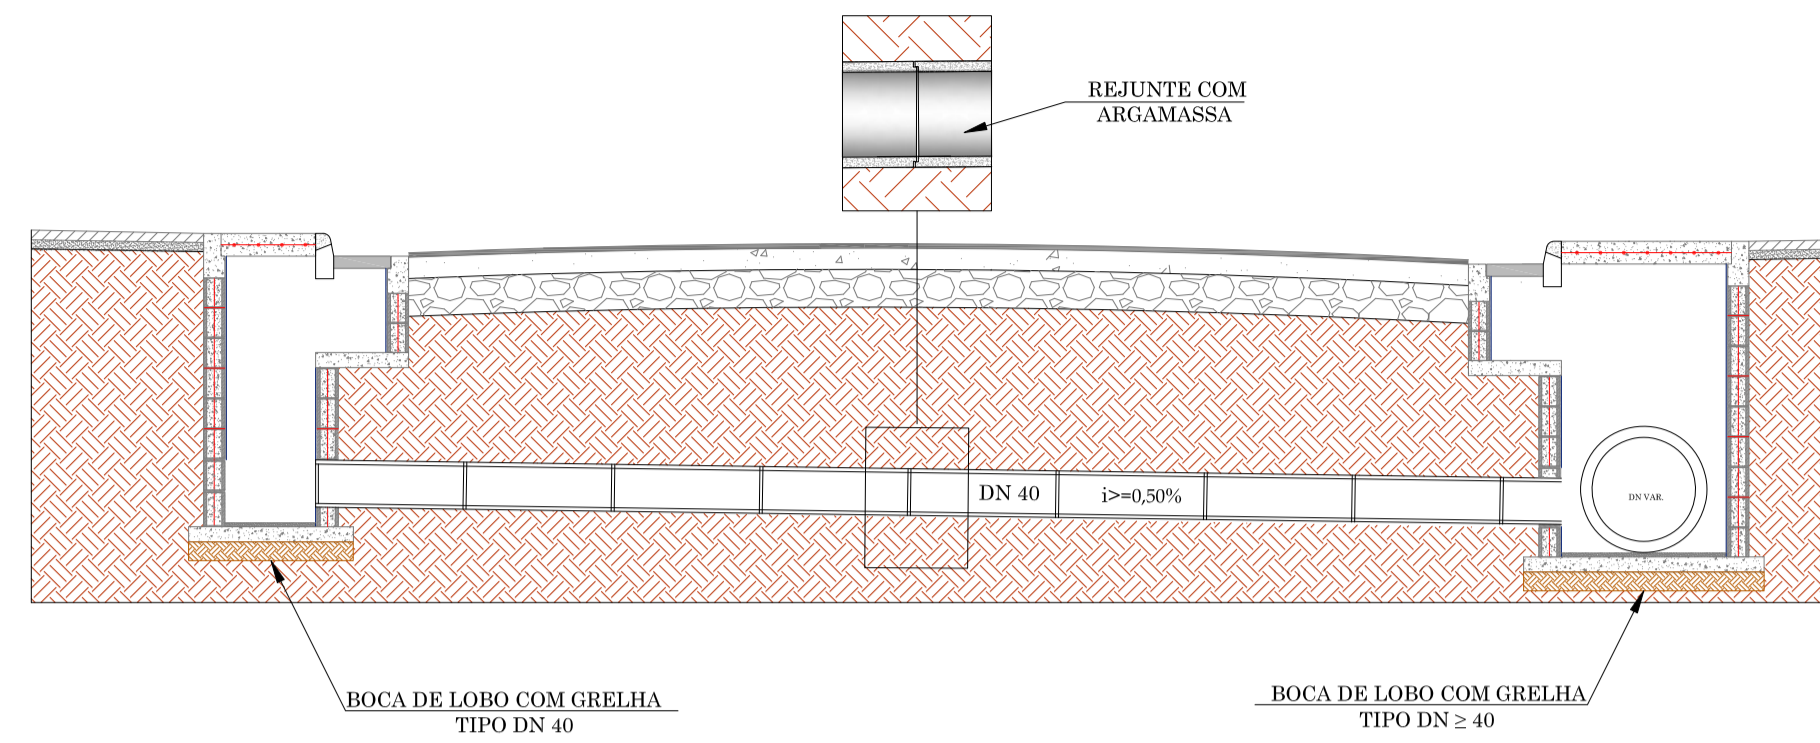 REJUNTE COM
ARGAMASSA
DN 40
i>=0,50%
DN VAR.
BOCA DE LOBO COM GRELHA
TIPO DN 40
BOCA DE LOBO COM GRELHA
TIPO DN ≥ 40